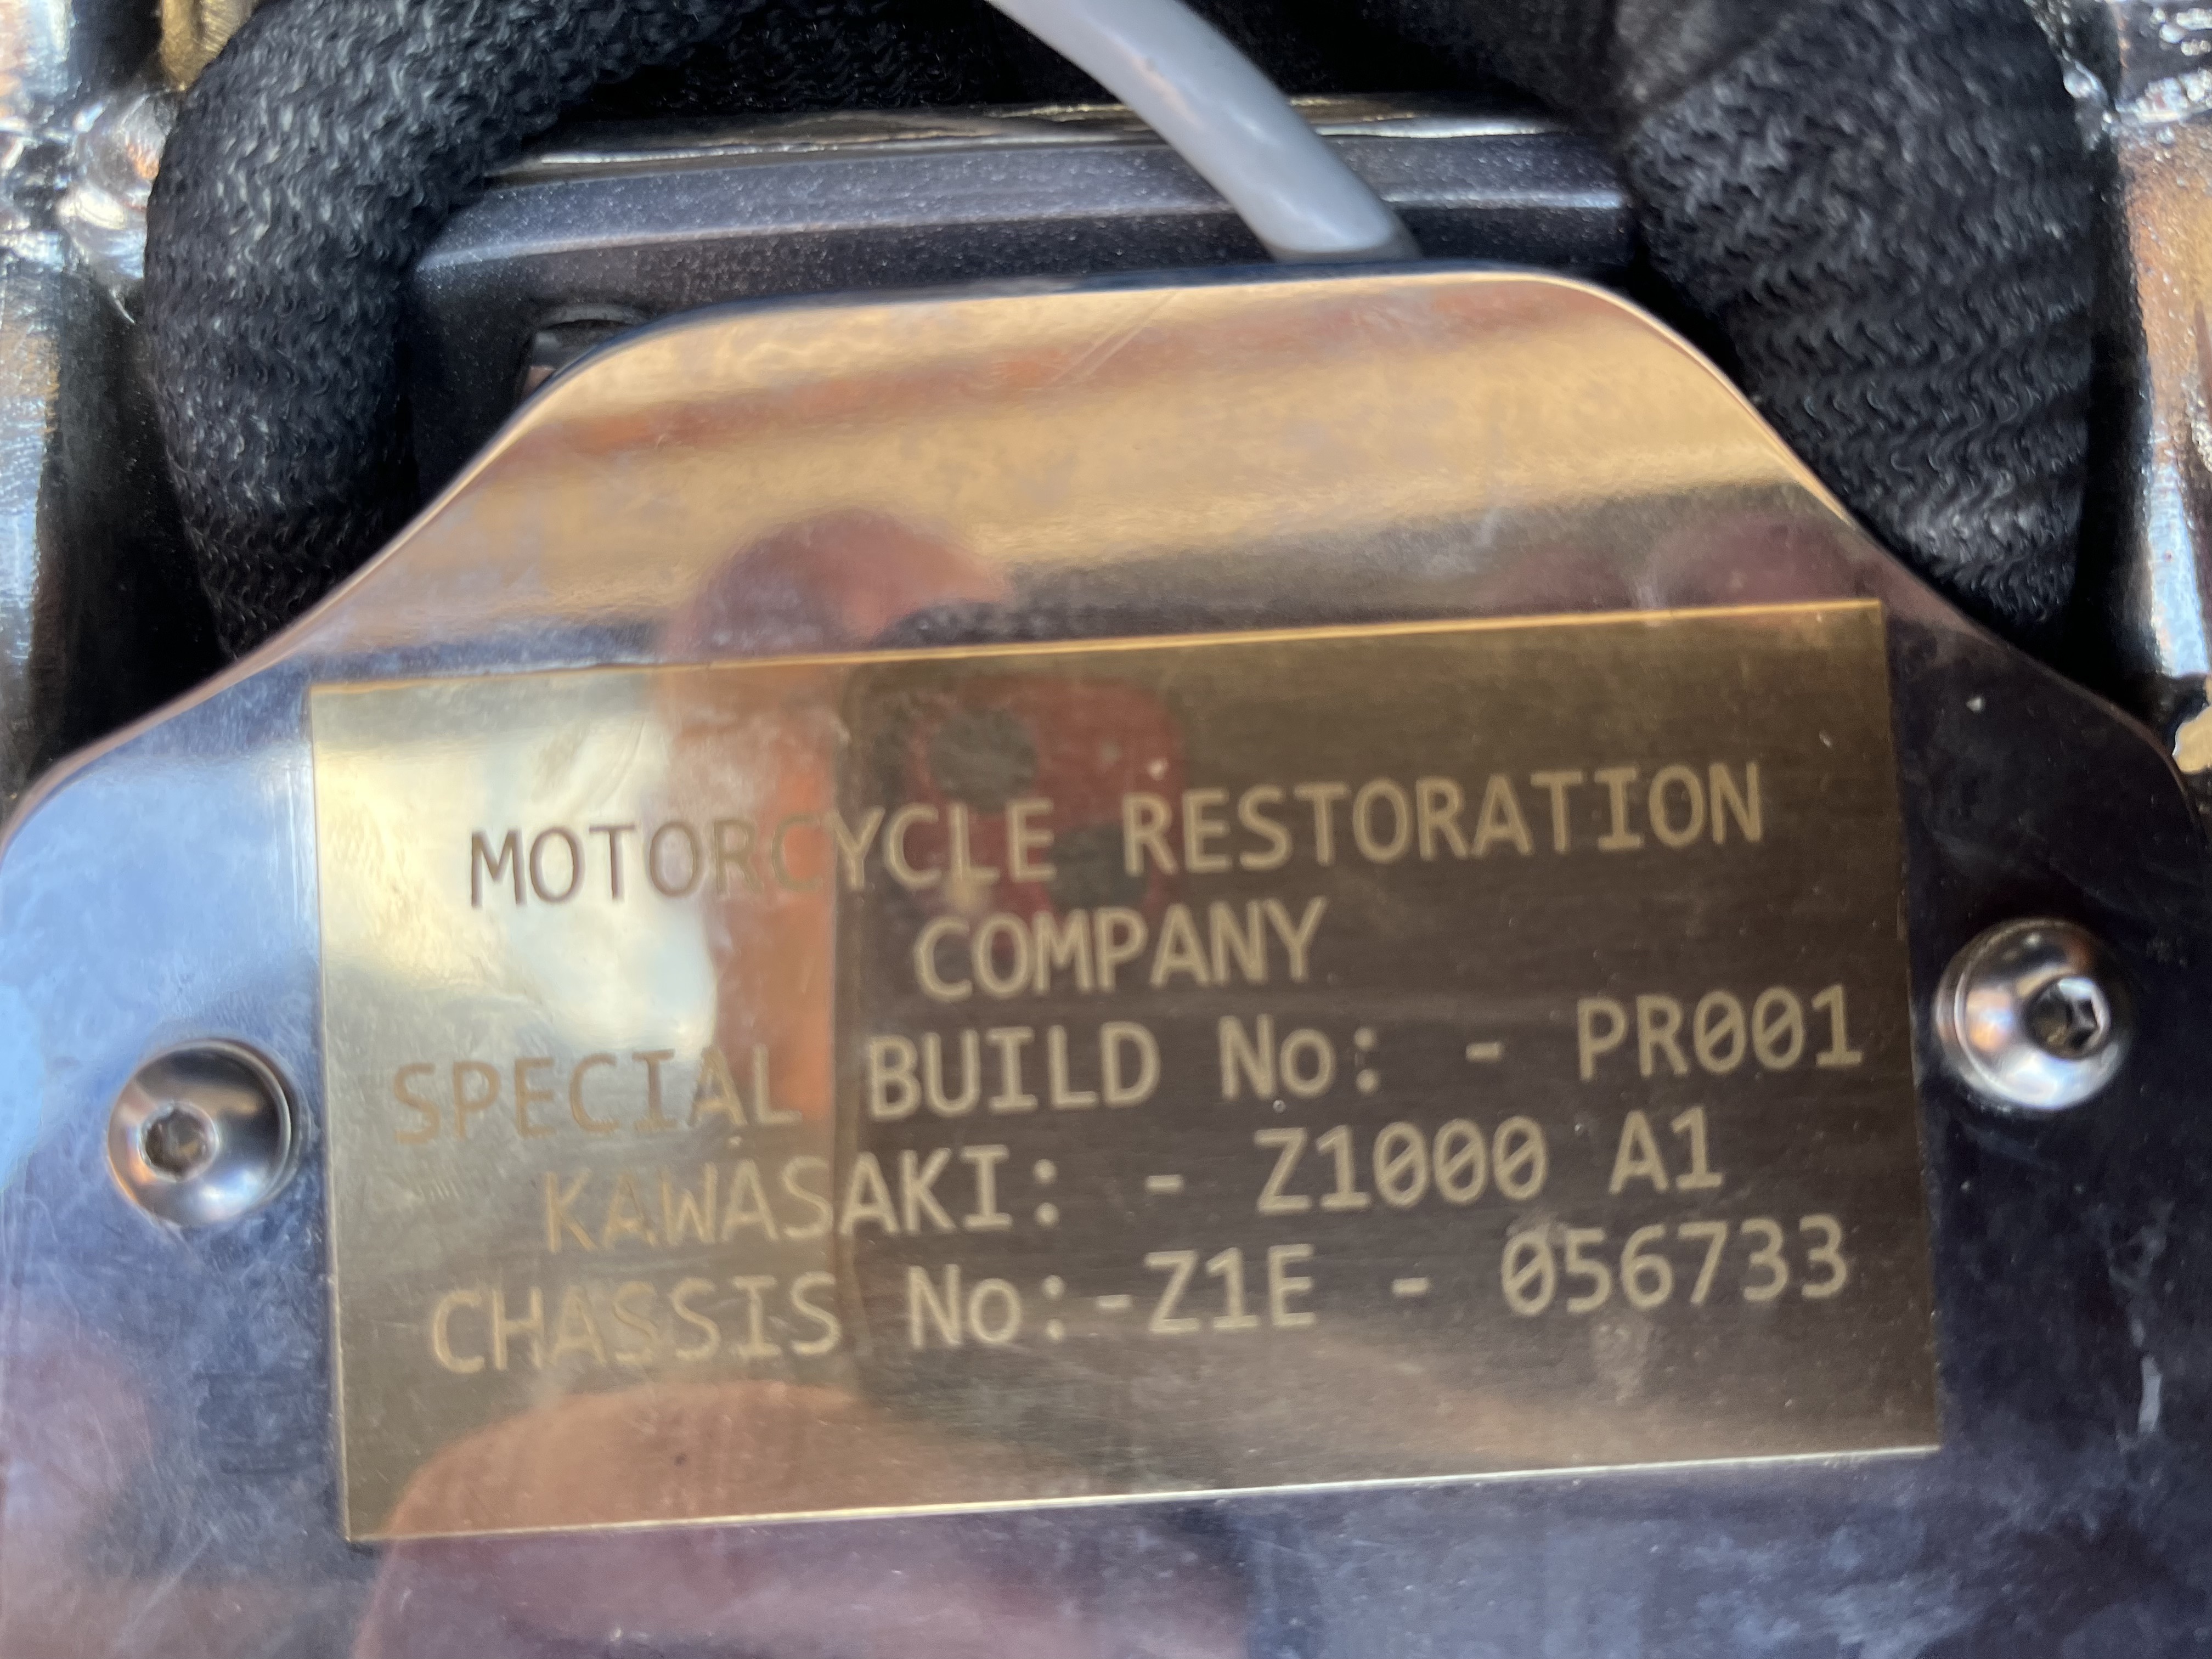 MOTORCYCLE RESTORATION
COMPANY
SPECIAL BUILD No: - PR001
KAWASAKI: - Z1000 A1
CHASSIS No:-Z1E - 056733